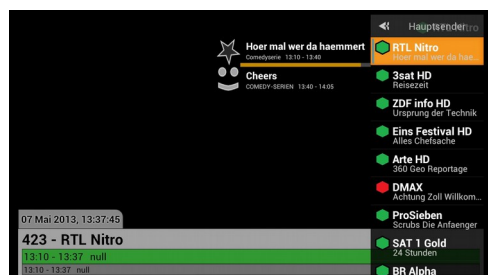 Hauptsender
Hoer mal wer da haemmert
Comedyserie 13:10 - 13:40
Cheers
COMEDY-SERIEN 13:40 - 14:05
RTL Nitro
Hoer mal wer da hae...
3sat HD
Reisezeit
ZDF info HD
Ursprung der Technik
Eins Festival HD
Alles Chefsache
Arte HD
360 Geo Reportage
DMAX
Achtung Zoll Willkom...
ProSieben
Scrubs Die Anfaenger
SAT 1 Gold
24 Stunden
BR Alpha
07 Mai 2013, 13:37:45
423 - RTL Nitro
13:10 - 13:37 null
13:10 - 13:37 null